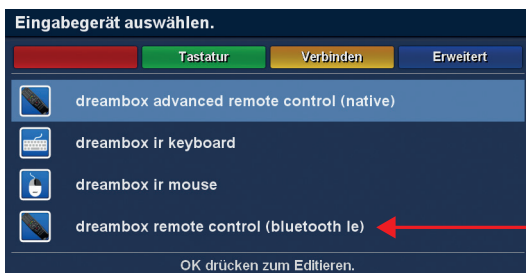 Eingabegerät auswählen.
Tastatur Verbinden Erweitert
dreambox advanced remote control (native)
dreambox ir keyboard
dreambox ir mouse
dreambox remote control (bluetooth le)
OK drücken zum Editieren.